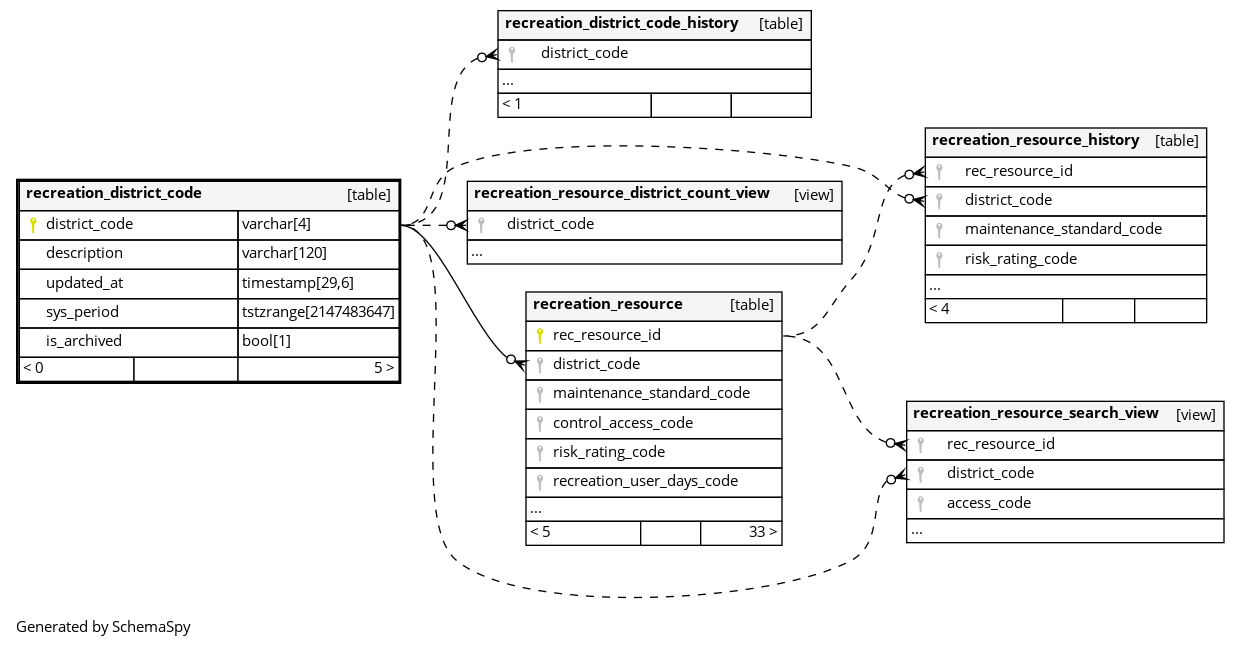 recreation_district_code_history [table]
district_code
...
< 1
recreation_resource_history [table]
rec_resource_id
district_code
maintenance_standard_code
risk_rating_code
...
< 4
recreation_district_code [table]
district_code varchar[4]
description varchar[120]
updated_at timestamp[29,6]
sys_period tstzrange[2147483647]
is_archived bool[1]
< 0 5 >
recreation_resource_district_count_view [view]
district_code
...
recreation_resource [table]
rec_resource_id
district_code
maintenance_standard_code
control_access_code
risk_rating_code
recreation_user_days_code
...
< 5 33 >
recreation_resource_search_view [view]
rec_resource_id
district_code
access_code
...
Generated by SchemaSpy